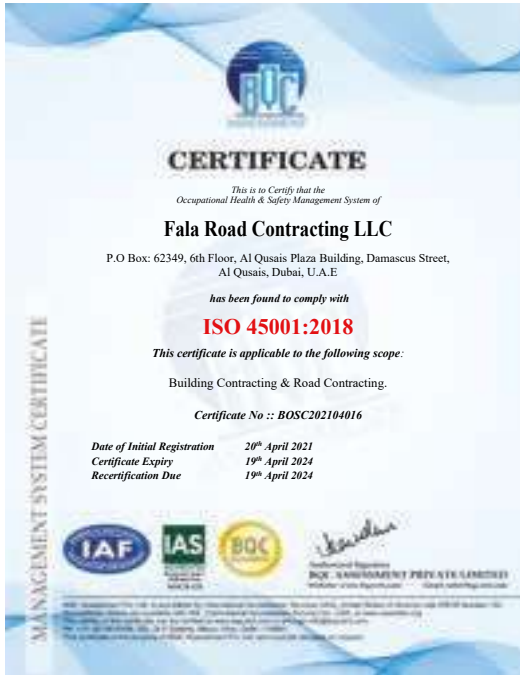 BQC
CERTIFICATE
This is to Certify that the
Occupational Health & Safety Management System of
Fala Road Contracting LLC
P.O Box: 62349, 6th Floor, Al Qusais Plaza Building, Damascus Street,
Al Qusais, Dubai, U.A.E
has been found to comply with
ISO 45001:2018
This certificate is applicable to the following scope:
Building Contracting & Road Contracting.
Certificate No :: BOSC202104016
Date of Initial Registration 20th April 2021
Certificate Expiry 19th April 2024
Recertification Due 19th April 2024
MANAGEMENT SYSTEM CERTIFICATE
IAF
IAS
BQC
Authorized Signatory
BQC ASSESSMENT PRIVATE LIMITED